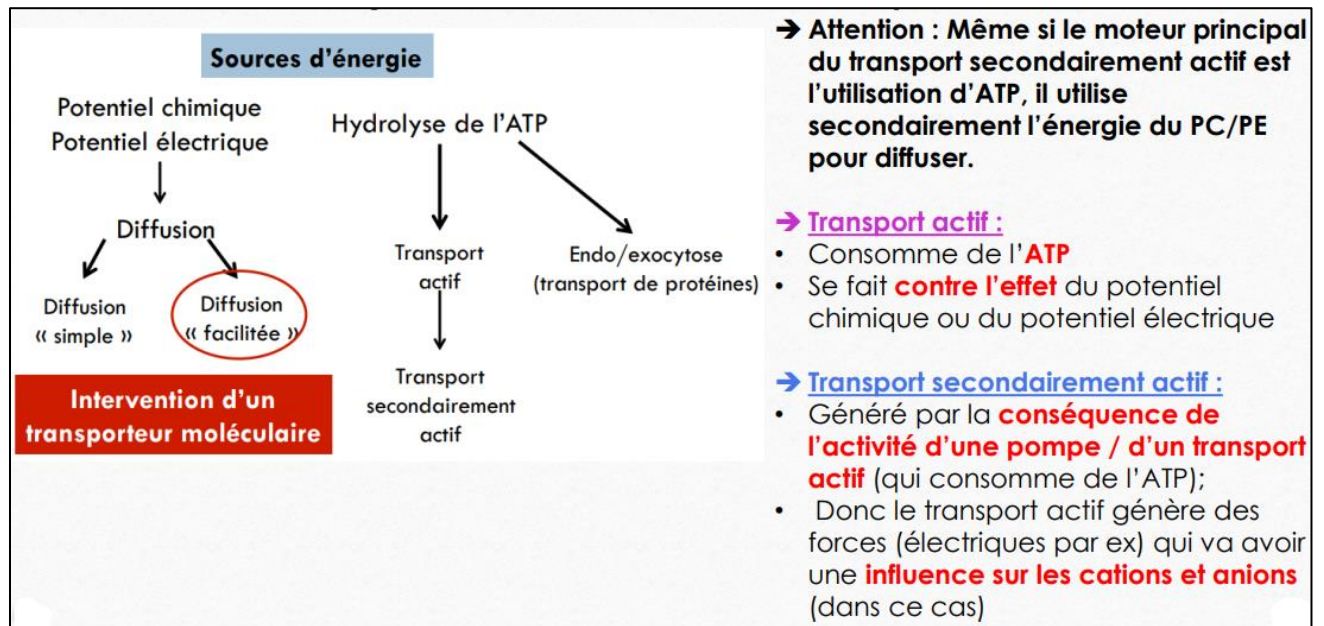 Sources d'énergie
Potentiel chimique
Potentiel électrique
Hydrolyse de l'ATP
Diffusion
Diffusion
« simple »
Diffusion
« facilitée »
Transport
actif
Endo/exocytose
(transport de protéines)
Transport
secondairement
actif
Intervention d'un
transporteur moléculaire
➔ Attention : Même si le moteur principal
du transport secondairement actif est
l'utilisation d'ATP, il utilise
secondairement l'énergie du PC/PE
pour diffuser.
➔ Transport actif :
• Consomme de l'ATP
• Se fait contre l'effet du potentiel
chimique ou du potentiel électrique
➔ Transport secondairement actif :
• Généré par la conséquence de
l'activité d'une pompe / d'un transport
actif (qui consomme de l'ATP);
• Donc le transport actif génère des
forces (électriques par ex) qui va avoir
une influence sur les cations et anions
(dans ce cas)